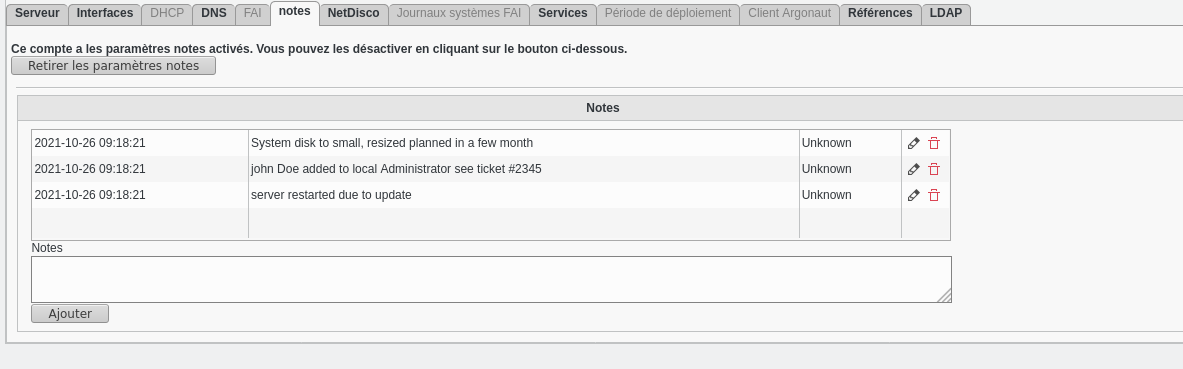 Serveur Interfaces DHCP DNS FAI notes NetDisco Journaux systèmes FAI Services Période de déploiement Client Argonaut Références LDAP
Ce compte a les paramètres notes activés. Vous pouvez les désactiver en cliquant sur le bouton ci-dessous.
Retirer les paramètres notes
Notes
2021-10-26 09:18:21 System disk to small, resized planned in a few month Unknown
2021-10-26 09:18:21 john Doe added to local Administrator see ticket #2345 Unknown
2021-10-26 09:18:21 server restarted due to update Unknown
Notes
Ajouter